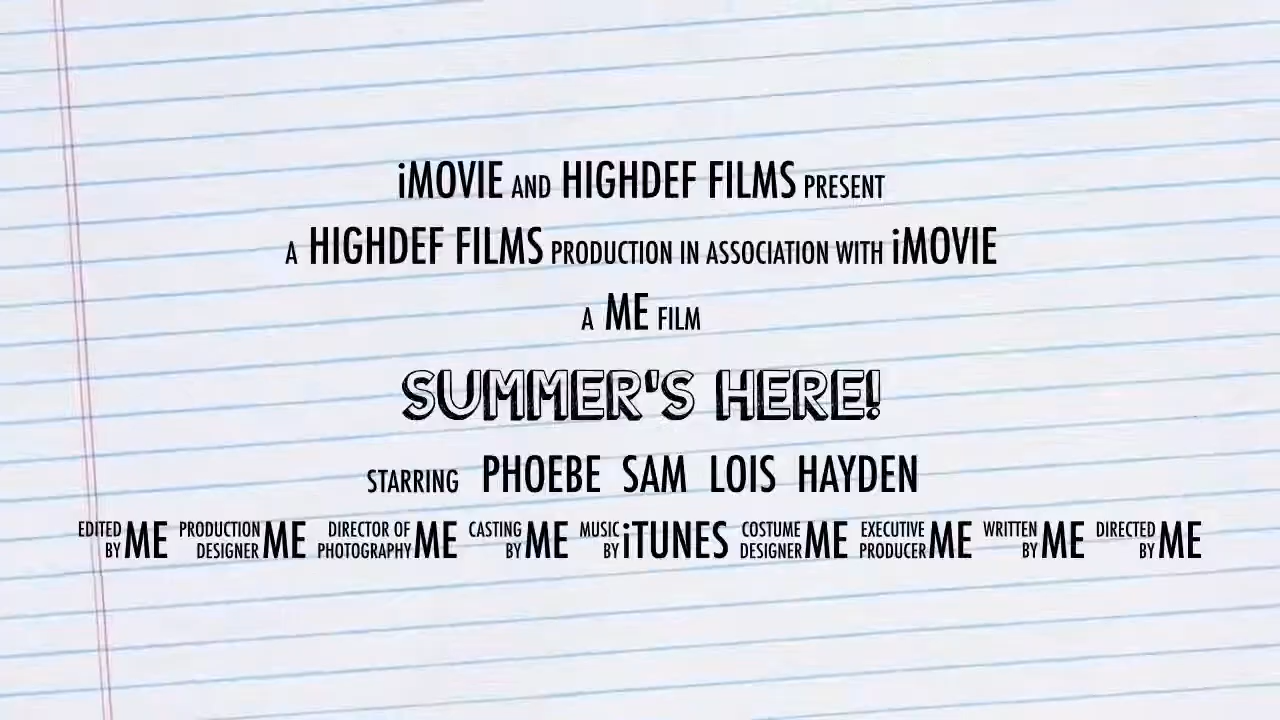 iMOVIE AND HIGHDEF FILMS PRESENT
A HIGHDEF FILMS PRODUCTION IN ASSOCIATION WITH iMOVIE
A ME FILM
SUMMER'S HERE!
STARRING PHOEBE SAM LOIS HAYDEN
EDITED BY ME PRODUCTION DESIGNER ME DIRECTOR OF PHOTOGRAPHY ME CASTING BY ME MUSIC BY iTUNES COSTUME DESIGNER ME EXECUTIVE PRODUCER ME WRITTEN BY ME DIRECTED BY ME